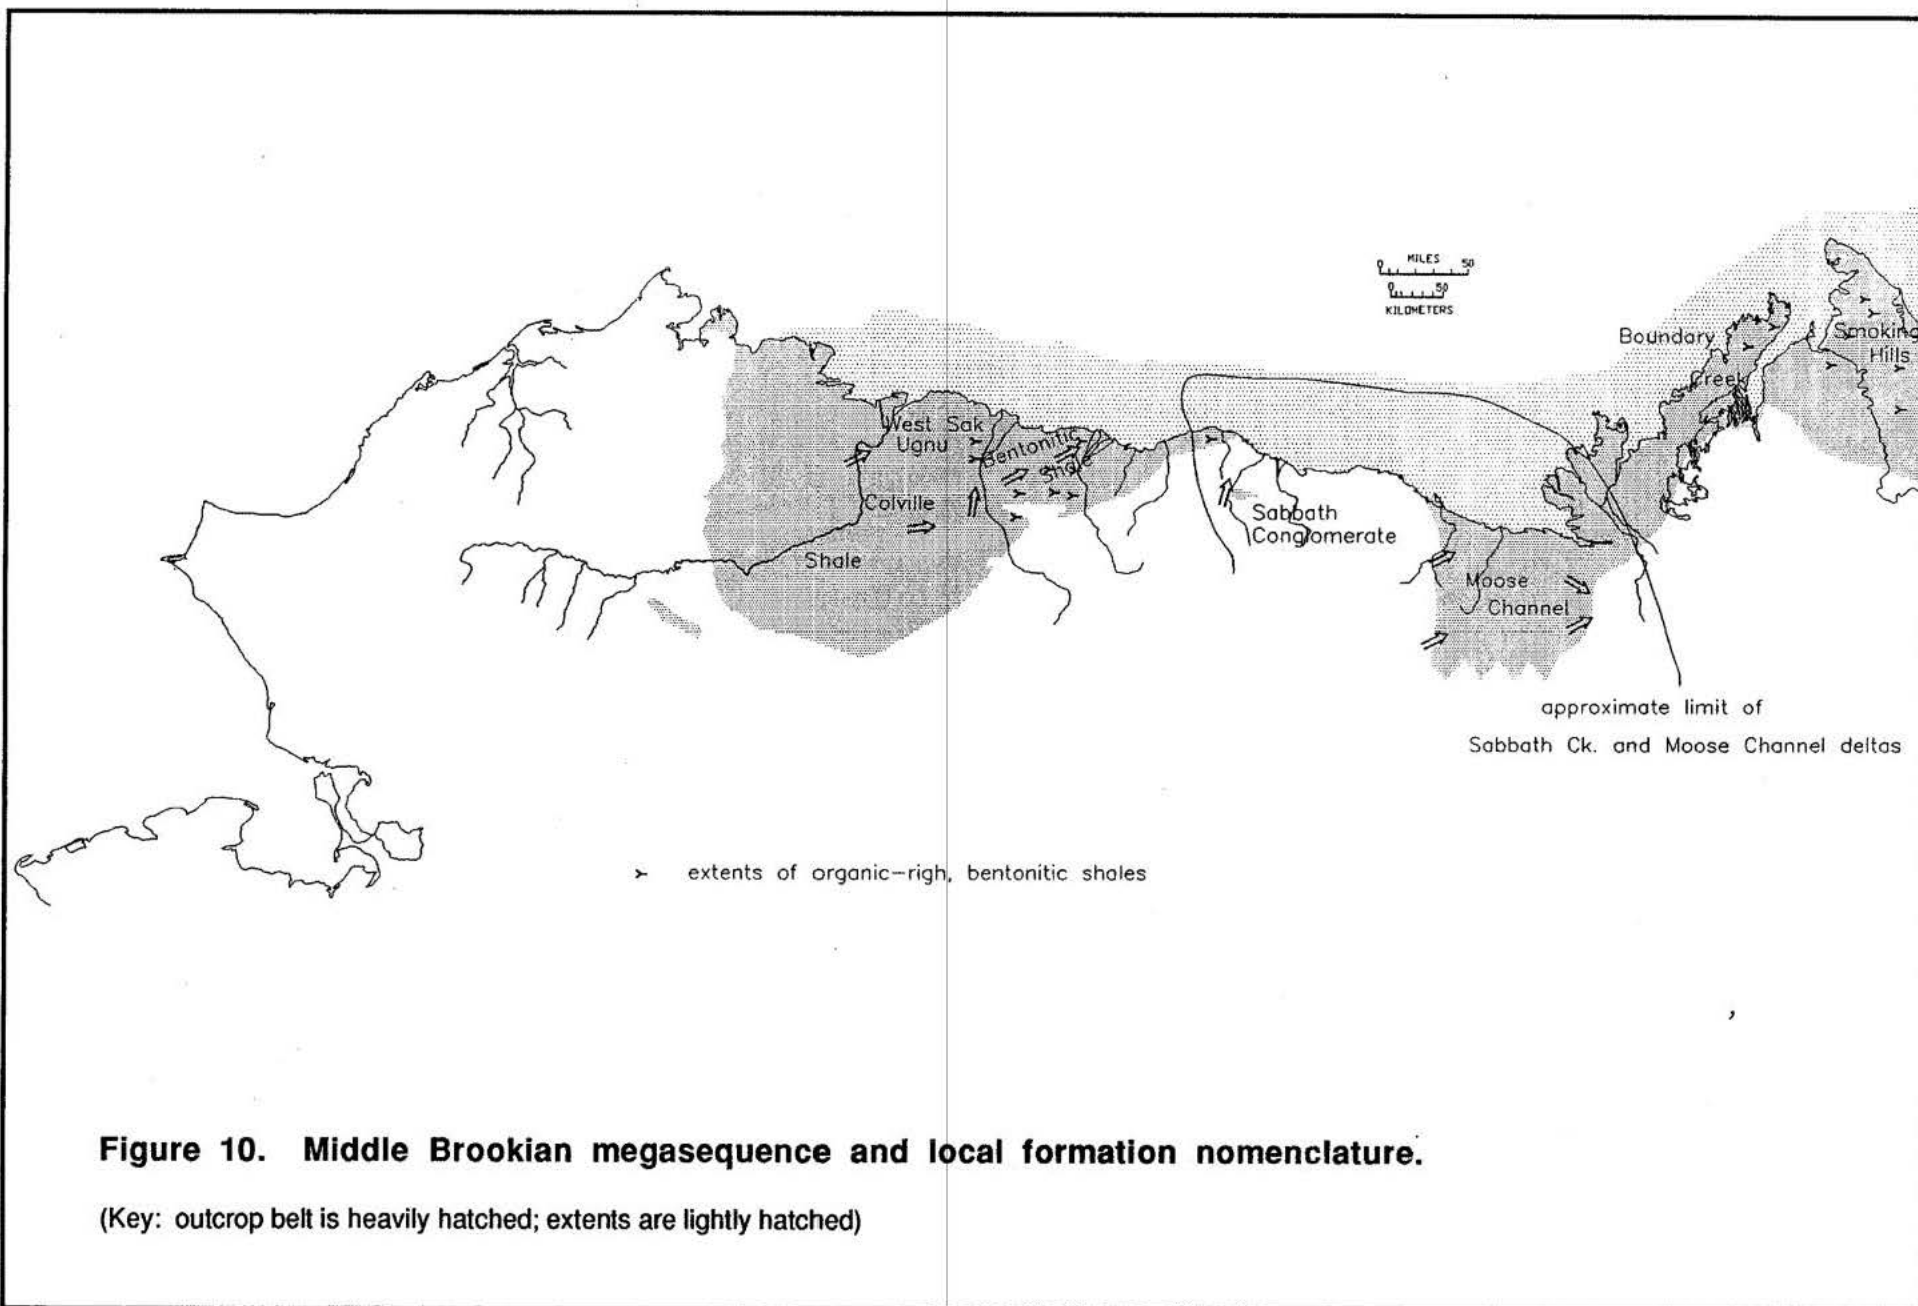 0 MILES 50
0 50
KILOMETERS
Boundary
Creek
Smoking
Hills
West Sak
Ugnu
Bentonitic
Shale
Colville
Shale
Sabbath
Conglomerate
Moose
Channel
approximate limit of
Sabbath Ck. and Moose Channel deltas
Y extents of organic-righ, bentonitic shales
Figure 10. Middle Brookian megasequence and local formation nomenclature.
(Key: outcrop belt is heavily hatched; extents are lightly hatched)